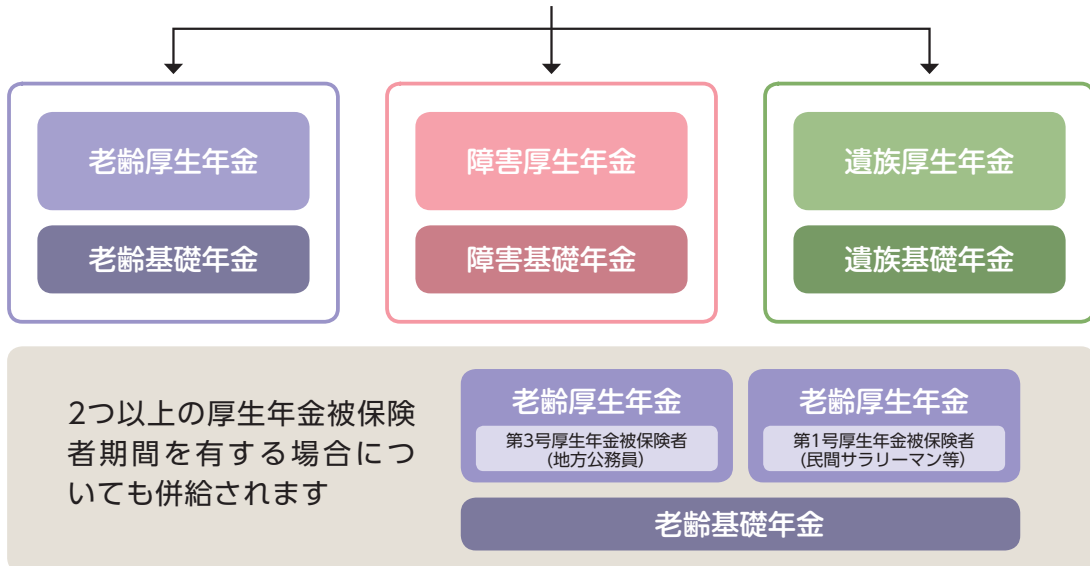 老齢厚生年金
老齢基礎年金
障害厚生年金
障害基礎年金
遺族厚生年金
遺族基礎年金
2つ以上の厚生年金被保険
者期間を有する場合につ
いても併給されます
老齢厚生年金
第3号厚生年金被保険者
(地方公務員)
老齢厚生年金
第1号厚生年金被保険者
(民間サラリーマン等)
老齢基礎年金